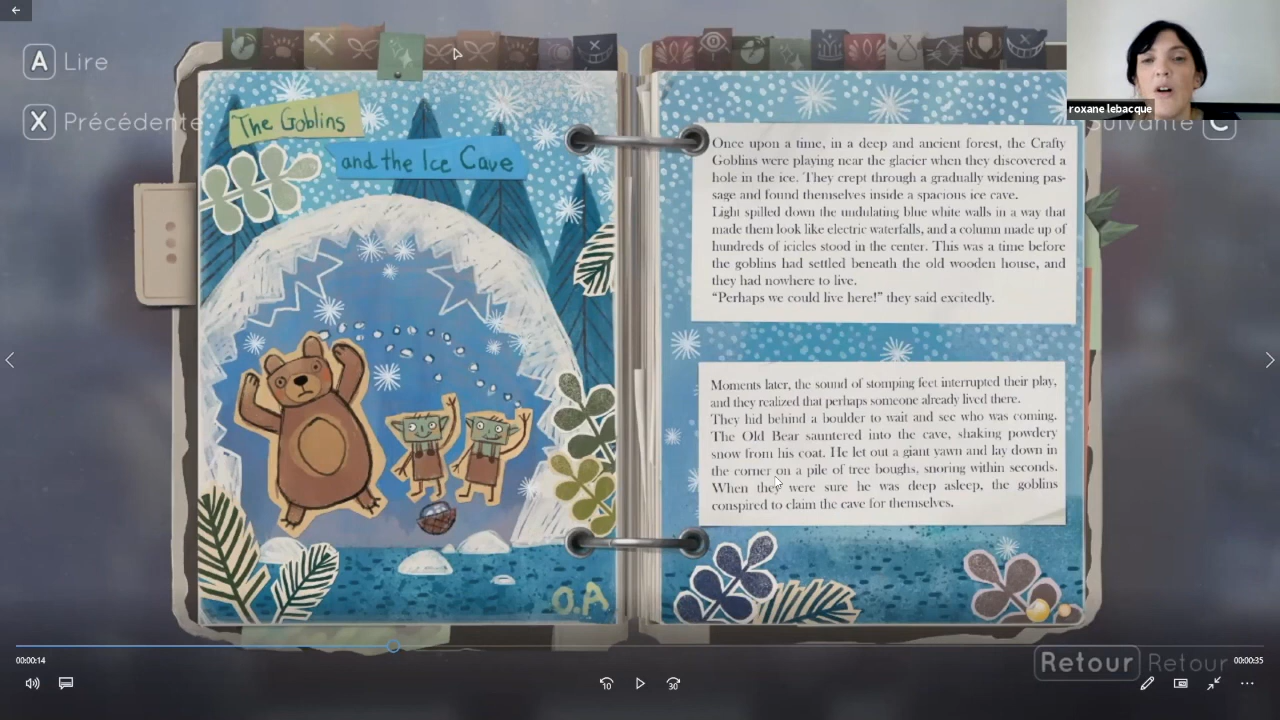 A Lire
X Précédente
roxane lebacque
Suivante C
The Goblins
and the Ice Cave
O.A
Once upon a time, in a deep and ancient forest, the Crafty
Goblins were playing near the glacier when they discovered a
hole in the ice. They crept through a gradually widening pas-
sage and found themselves inside a spacious ice cave.
Light spilled down the undulating blue white walls in a way that
made them look like electric waterfalls, and a column made up of
hundreds of icicles stood in the center. This was a time before
the goblins had settled beneath the old wooden house, and
they had nowhere to live.
“Perhaps we could live here!” they said excitedly.
Moments later, the sound of stomping feet interrupted their play,
and they realized that perhaps someone already lived there.
They hid behind a boulder to wait and see who was coming.
The Old Bear sauntered into the cave, shaking powdery
snow from his coat. He let out a giant yawn and lay down in
the corner on a pile of tree boughs, snoring within seconds.
When they were sure he was deep asleep, the goblins
conspired to claim the cave for themselves.
Retour Retour
00:00:14
00:00:35
10
30